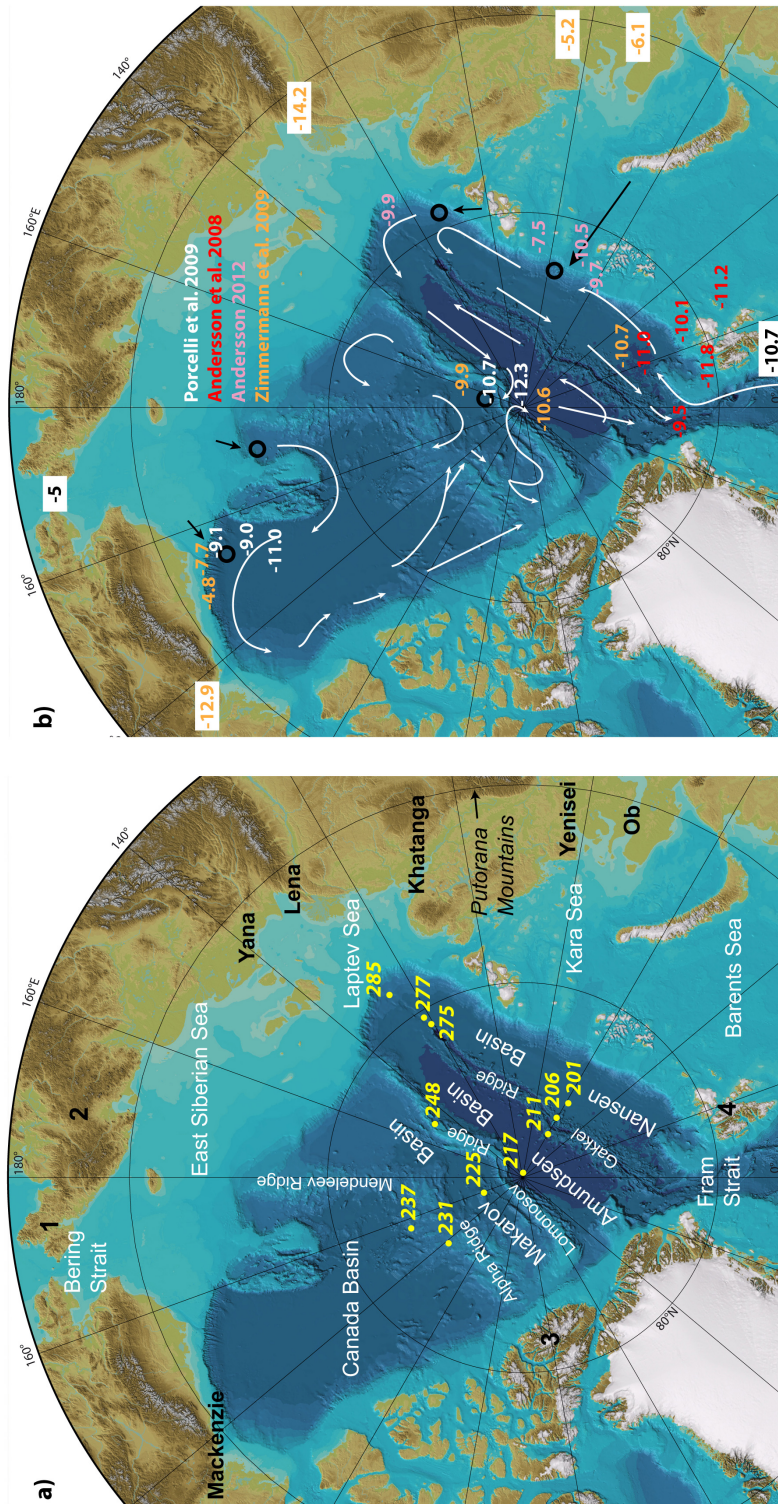 a)
180°
160°
160°E
140°
80°N
1
2
3
4
Bering
Strait
East Siberian Sea
Laptev Sea
Kara Sea
Barents Sea
Fram
Strait
Mackenzie
Yana
Lena
Khatanga
Putorana
Mountains
Yenisei
Ob
Canada Basin
Mendeleev Ridge
Alpha Ridge
Makarov
Basin
Lomonosov
Ridge
Amundsen
Basin
Gakkel
Ridge
Nansen
Basin
237
231
225
248
217
211
206
201
285
277
275
b)
180°
160°
160°E
140°
80°N
Porcelli et al. 2009
Andersson et al. 2008
Andersson 2012
Zimmermann et al. 2009
-5
-14.2
-12.9
-5.2
-6.1
-4.8
-7.7
-9.1
-9.0
-11.0
-9.9
-9.9
-10.7
-12.3
-10.6
-7.5
-10.5
-9.7
-10.7
-11.0
-10.1
-11.2
-11.8
-9.5
-10.7